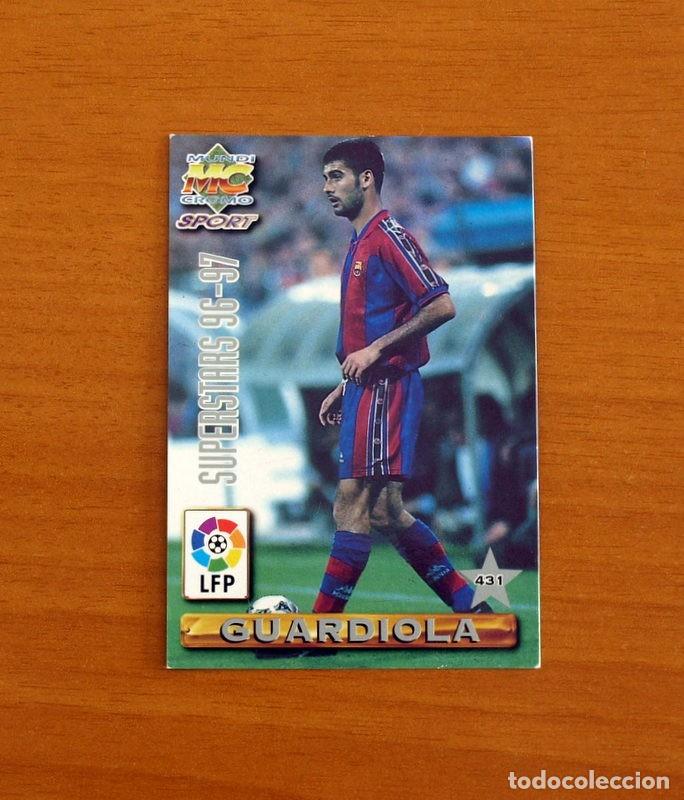 MUNDI
MC
CROMO
SPORT
SUPERSTARS 96-97
LFP
431
GUARDIOLA
todocoleccion